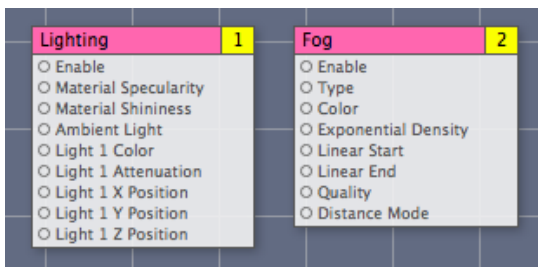 Lighting 1
Enable
Material Specularity
Material Shininess
Ambient Light
Light 1 Color
Light 1 Attenuation
Light 1 X Position
Light 1 Y Position
Light 1 Z Position
Fog 2
Enable
Type
Color
Exponential Density
Linear Start
Linear End
Quality
Distance Mode